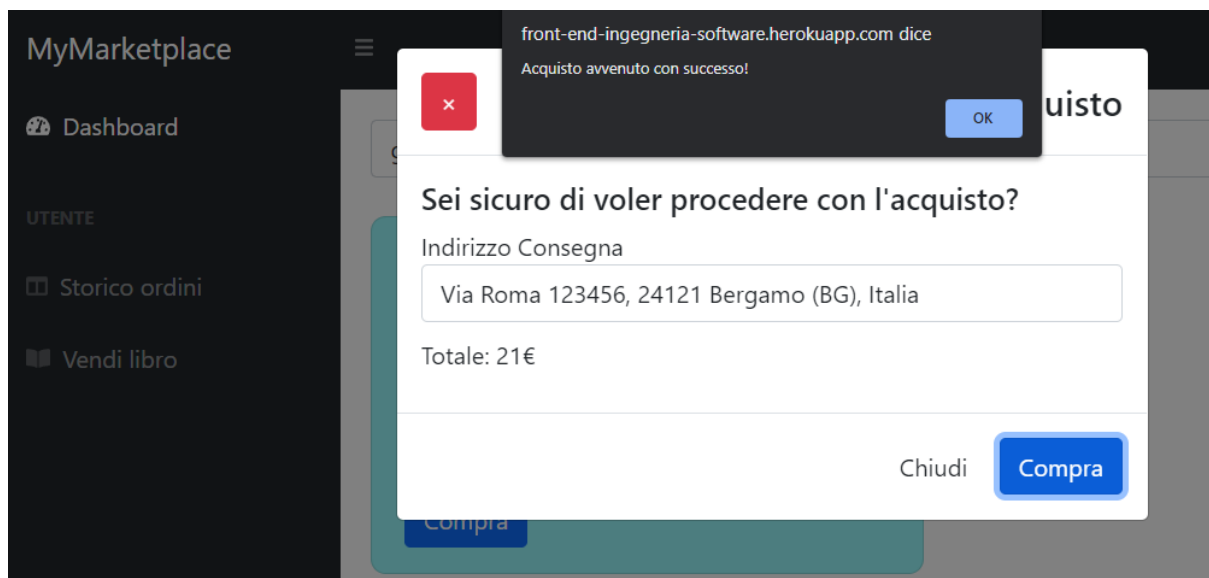 MyMarketplace
front-end-ingegneria-software.herokuapp.com dice
Acquisto avvenuto con successo!
OK
×
uisto
Dashboard
UTENTE
Storico ordini
Vendi libro
Sei sicuro di voler procedere con l'acquisto?
Indirizzo Consegna
Via Roma 123456, 24121 Bergamo (BG), Italia
Totale: 21€
Chiudi
Compra
Compra